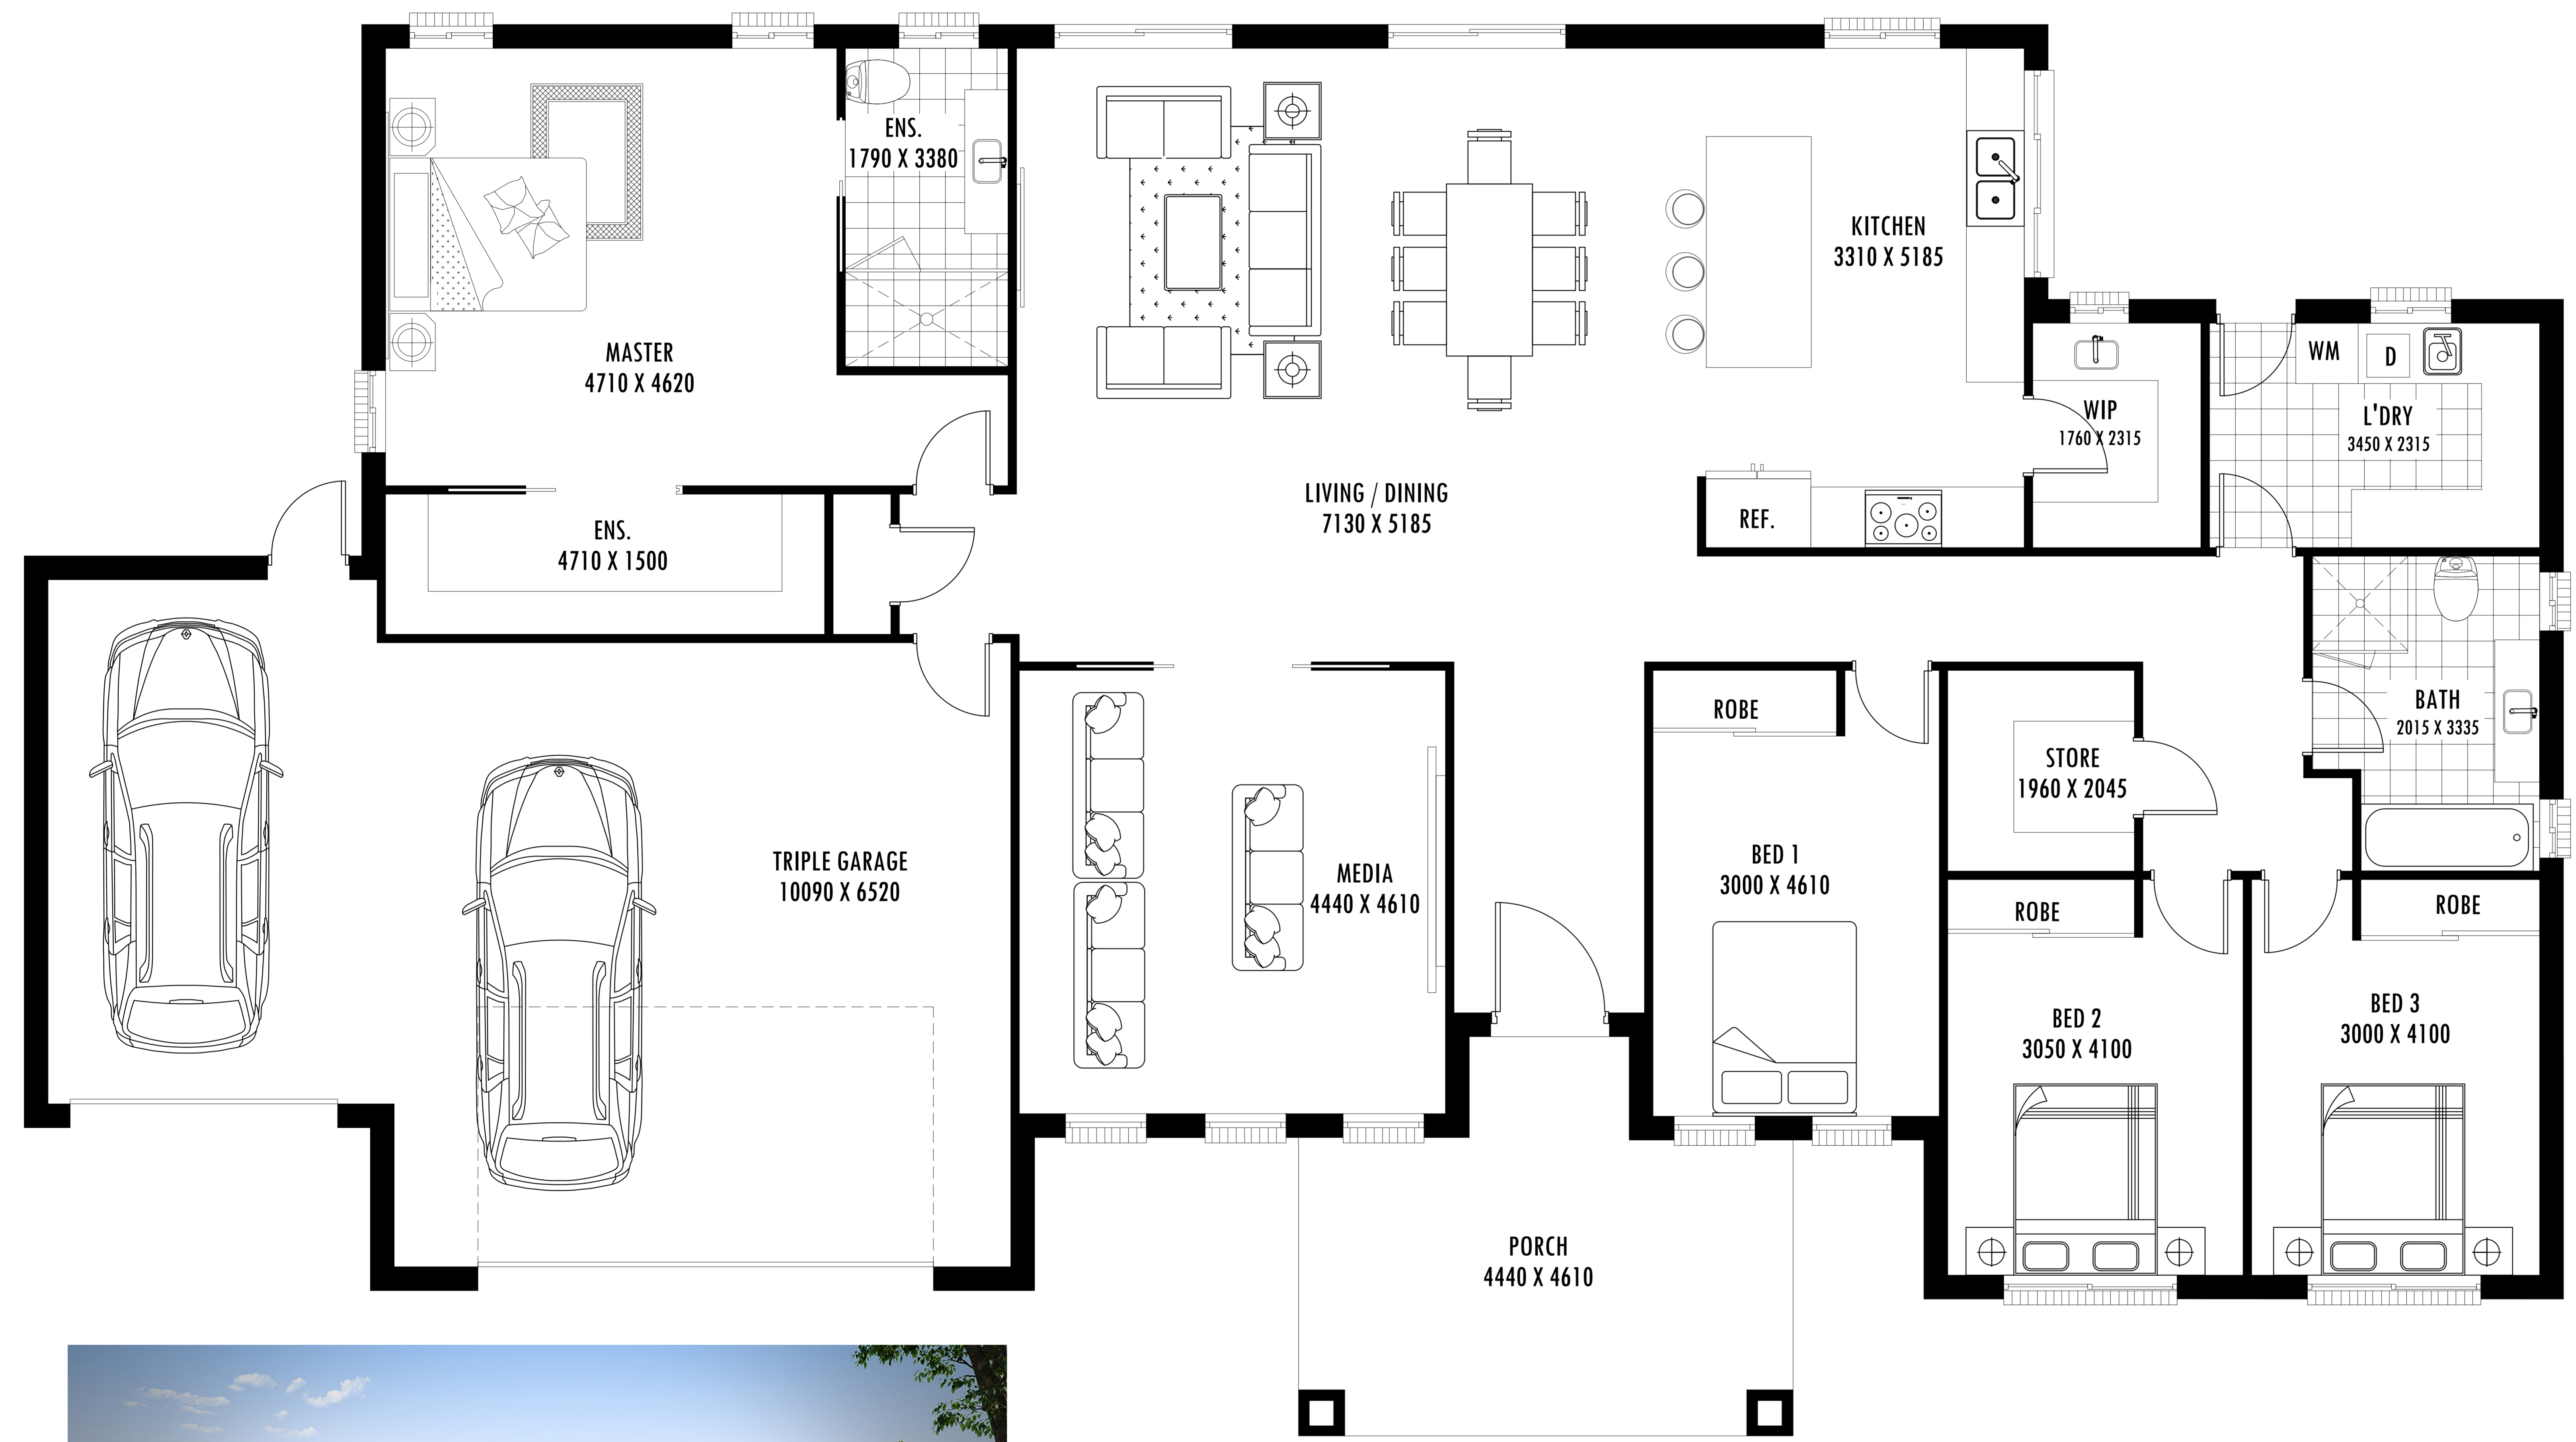 ENS.
1790 X 3380
KITCHEN
3310 X 5185
MASTER
4710 X 4620
WM
D
WIP
1760 X 2315
L'DRY
3450 X 2315
LIVING / DINING
7130 X 5185
REF.
ENS.
4710 X 1500
ROBE
BATH
2015 X 3335
STORE
1960 X 2045
TRIPLE GARAGE
10090 X 6520
MEDIA
4440 X 4610
BED 1
3000 X 4610
ROBE
ROBE
BED 2
3050 X 4100
BED 3
3000 X 4100
PORCH
4440 X 4610